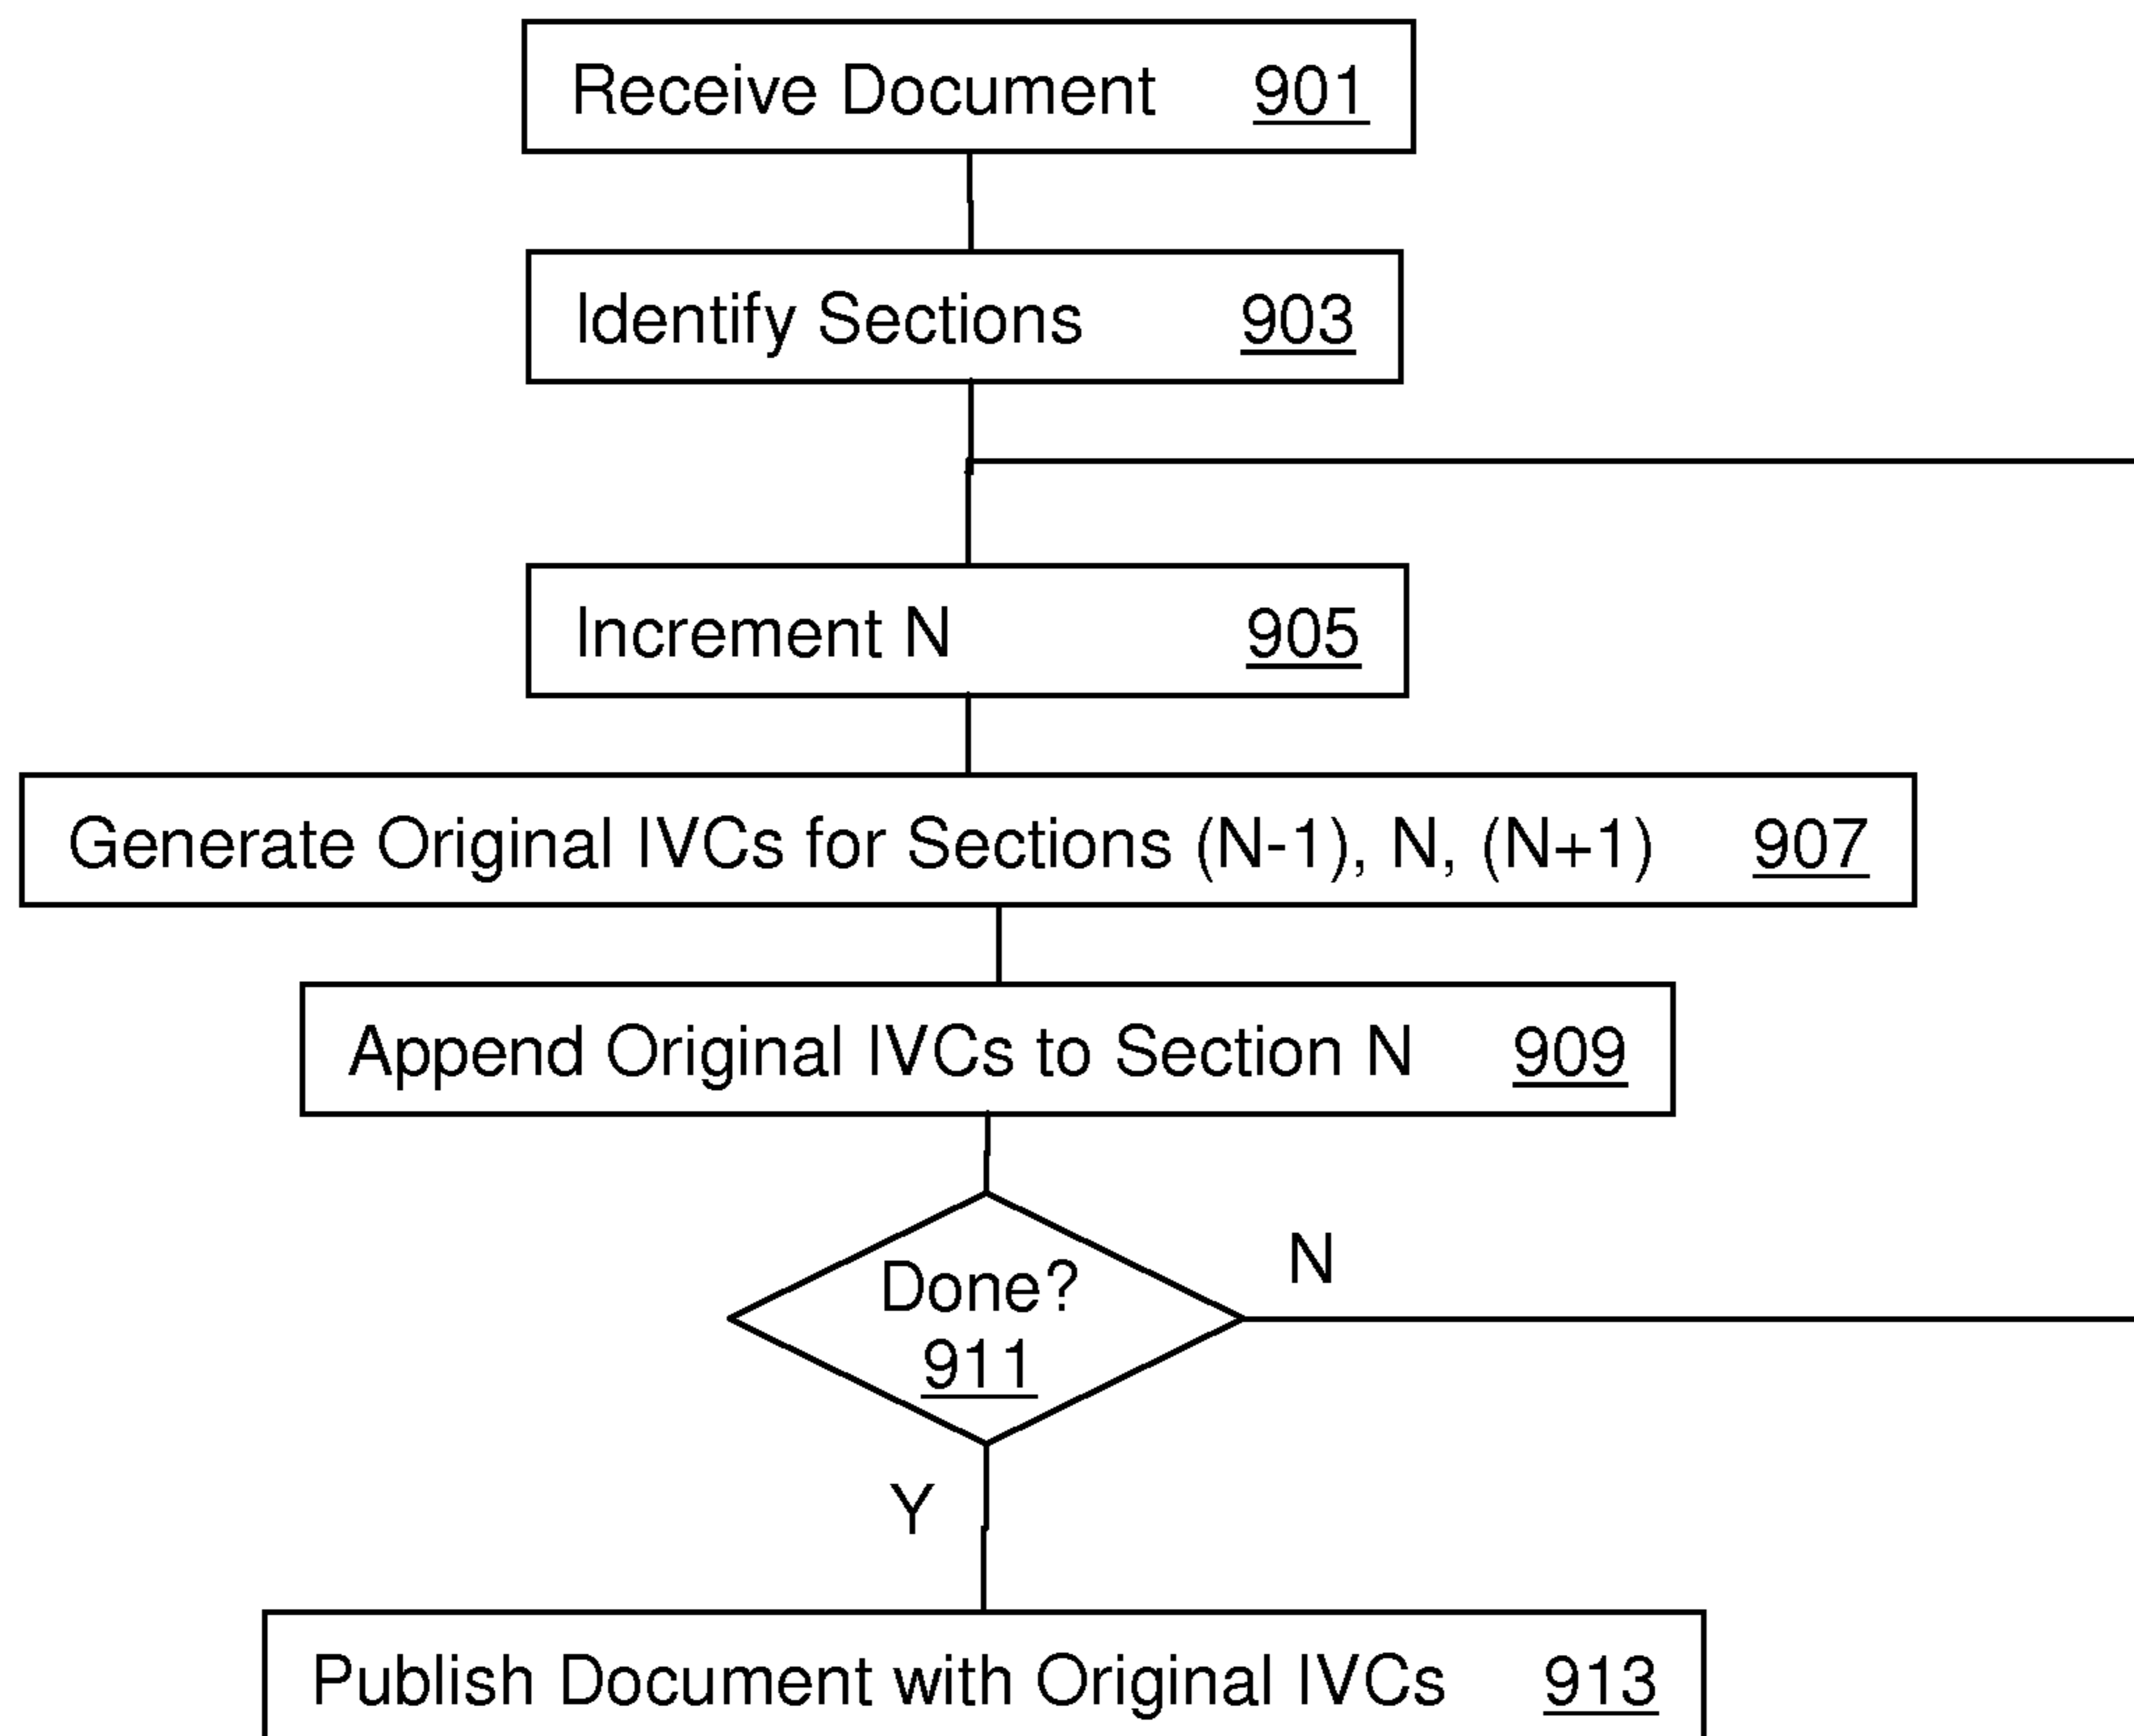 Receive Document 901
Identify Sections 903
Increment N 905
Generate Original IVCs for Sections (N-1), N, (N+1) 907
Append Original IVCs to Section N 909
N
Done?
911
Y
Publish Document with Original IVCs 913